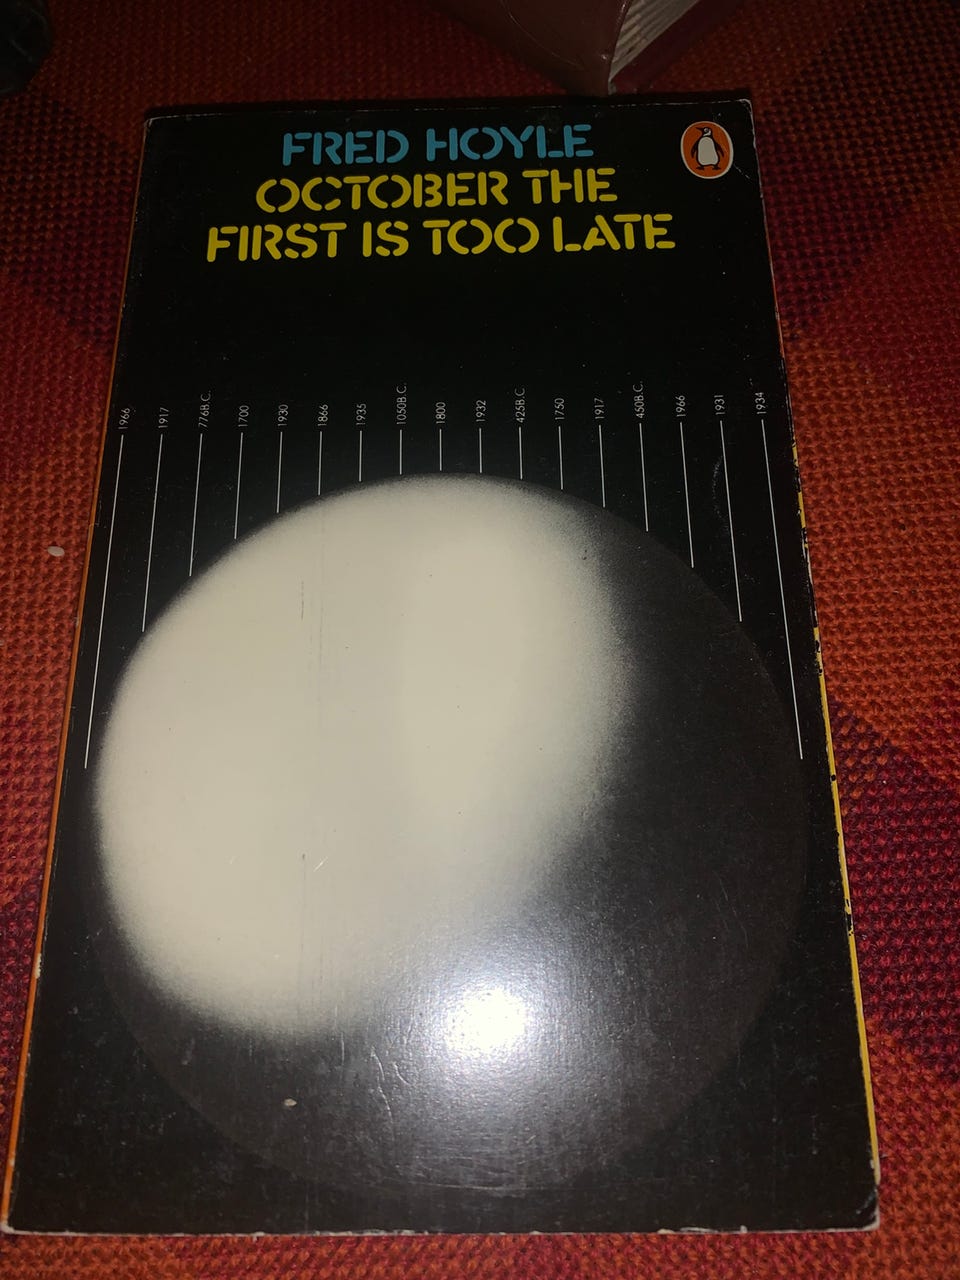 FRED HOYLE
OCTOBER THE
FIRST IS TOO LATE
1966
1917
776B.C.
1700
1930
1866
1935
1050B.C.
1800
1932
425B.C.
1750
1917
450B.C.
1966
1931
1934